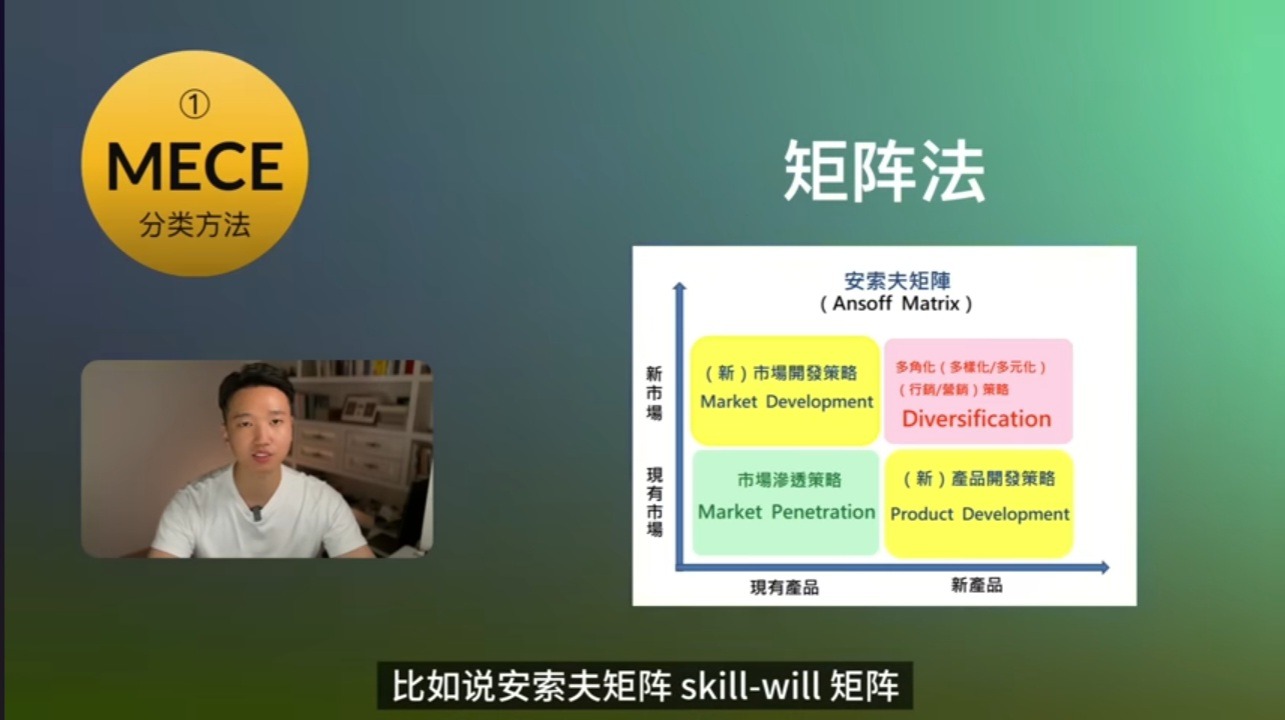 ①
MECE
分类方法
矩阵法
安索夫矩陣
( Ansoff Matrix )
新市場
（新）市場開發策略
Market Development
多角化（多樣化/多元化）
（行銷/營銷）策略
Diversification
現有市場
市場滲透策略
Market Penetration
（新）產品開發策略
Product Development
現有產品
新產品
比如说安索夫矩阵 skill-will 矩阵